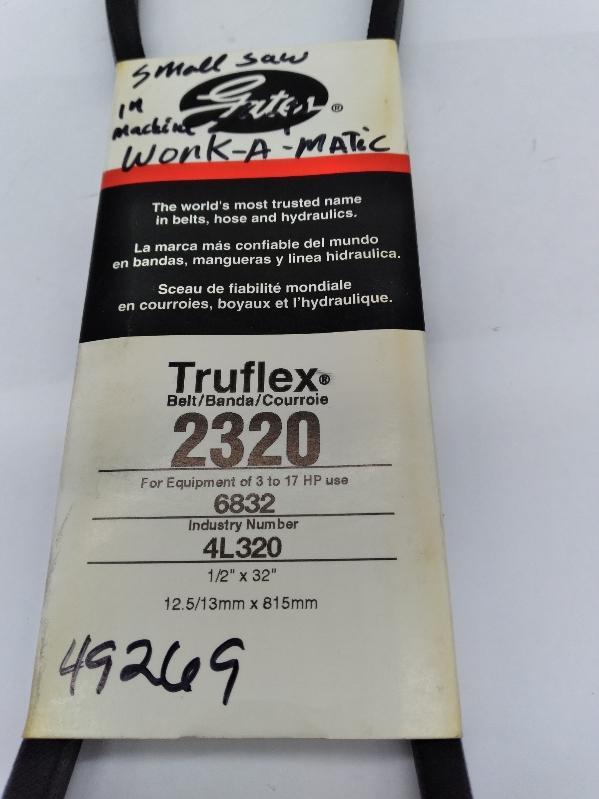 Small Saw
Gates®
IN
Machine
WORK-A-MATIC
The world's most trusted name
in belts, hose and hydraulics.
La marca más confiable del mundo
en bandas, mangueras y linea hidraulica.
Sceau de fiabilité mondiale
en courroies, boyaux et l'hydraulique.
Truflex®
Belt/Banda/Courroie
2320
For Equipment of 3 to 17 HP use
6832
Industry Number
4L320
1/2" x 32"
12.5/13mm x 815mm
49269